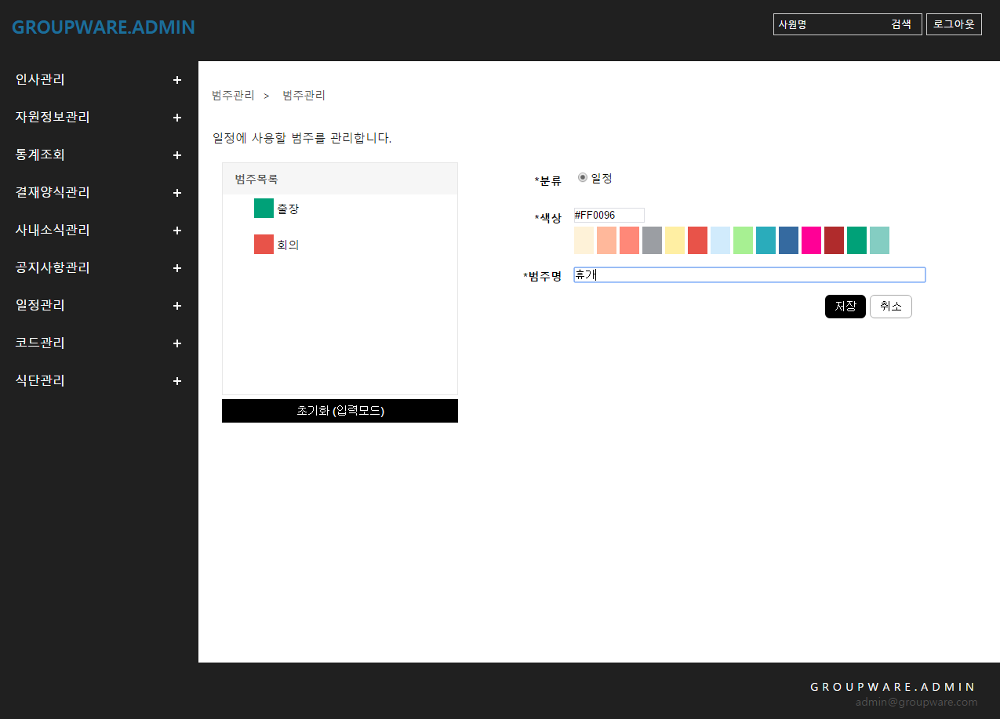 GROUPWARE.ADMIN
사원명 검색 로그아웃
인사관리 +
자원정보관리 +
통계조회 +
결재양식관리 +
사내소식관리 +
공지사항관리 +
일정관리 +
코드관리 +
식단관리 +
범주관리 > 범주관리
일정에 사용할 범주를 관리합니다.
범주목록
출장
회의
초기화 (입력모드)
*분류 일정
*색상 #FF0096
*범주명 휴개
저장 취소
GROUPWARE.ADMIN
admin@groupware.com